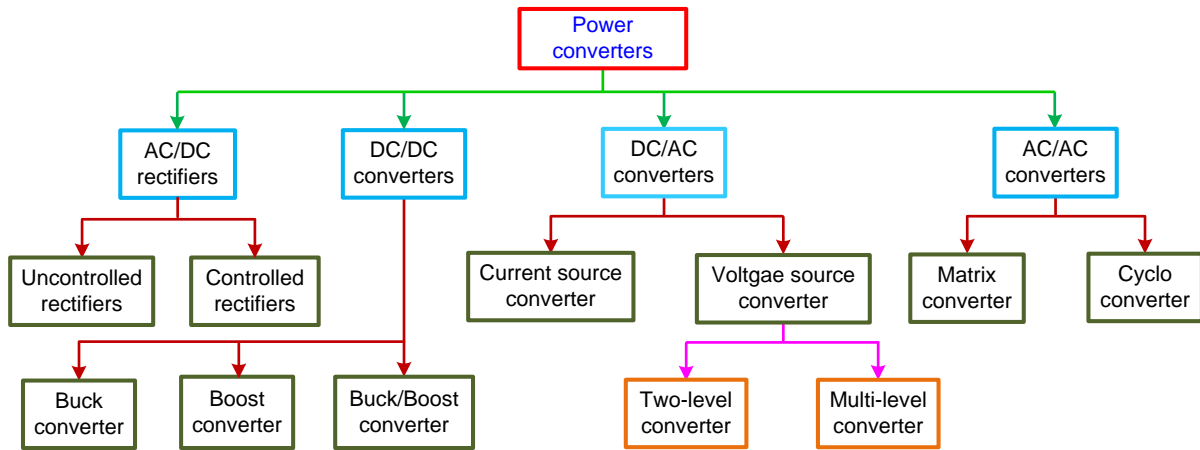 Power
converters
AC/DC
rectifiers
DC/DC
converters
DC/AC
converters
AC/AC
converters
Uncontrolled
rectifiers
Controlled
rectifiers
Current source
converter
Voltgae source
converter
Matrix
converter
Cyclo
converter
Buck
converter
Boost
converter
Buck/Boost
converter
Two-level
converter
Multi-level
converter